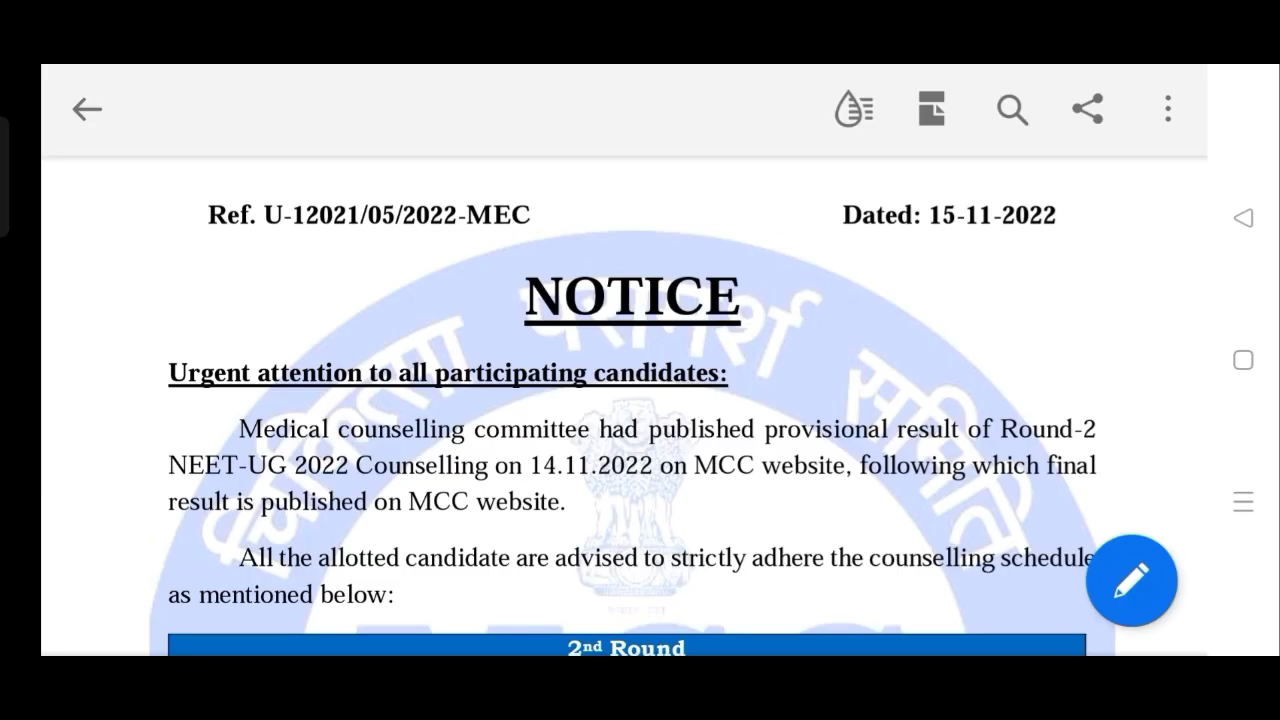 Ref. U-12021/05/2022-MEC Dated: 15-11-2022
चिकित्सा परामर्श समिति
NOTICE
Urgent attention to all participating candidates:
Medical counselling committee had published provisional result of Round-2
NEET-UG 2022 Counselling on 14.11.2022 on MCC website, following which final
result is published on MCC website.
All the allotted candidate are advised to strictly adhere the counselling schedule
as mentioned below:
2nd Round